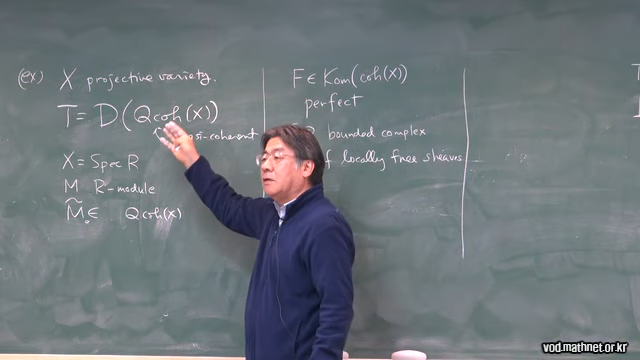 (ex) X projective variety.
T = D(Qcoh(X))
quasi-coherent
X = Spec R
M R-module
M̃ ∈ Qcoh(X)
F ∈ Kom(coh(X))
perfect
bounded complex
of locally free sheaves
vod.mathnet.or.kr